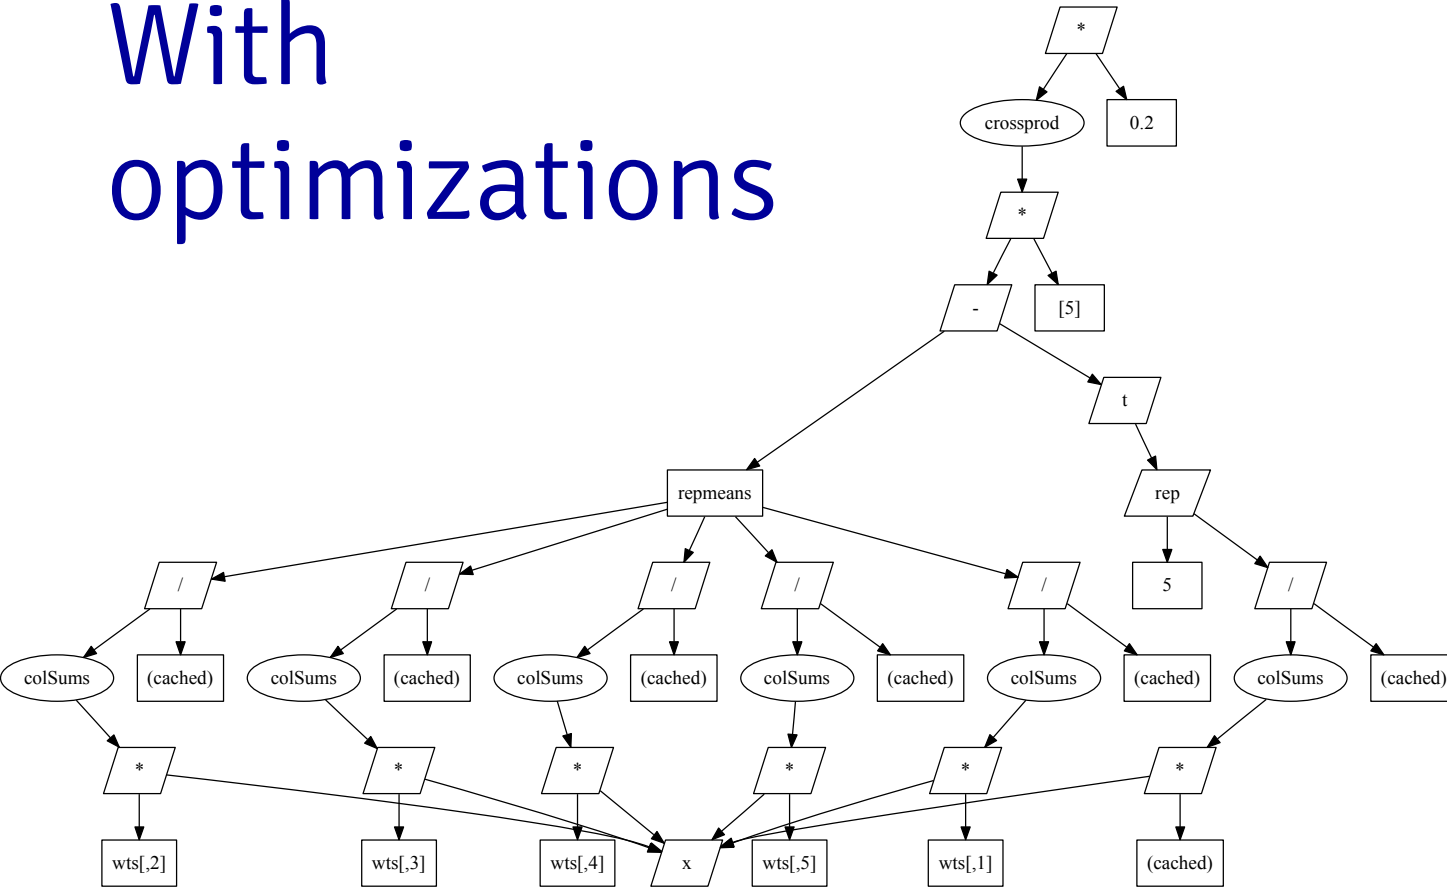 With
optimizations
*
crossprod
0.2
*
-
[5]
t
repmeans
rep
/
/
/
/
/
5
/
colSums
(cached)
colSums
(cached)
colSums
(cached)
colSums
(cached)
colSums
(cached)
colSums
(cached)
*
*
*
*
*
*
wts[,2]
wts[,3]
wts[,4]
x
wts[,5]
wts[,1]
(cached)